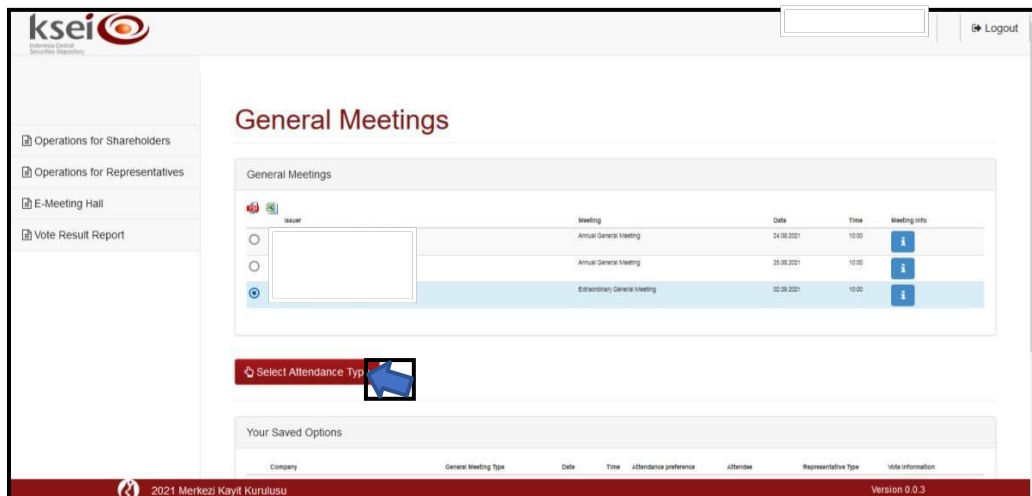 ksei
Indonesia Central
Securities Depository
Logout
Operations for Shareholders
Operations for Representatives
E-Meeting Hall
Vote Result Report
General Meetings
General Meetings
Issuer Meeting Date Time Meeting Info
Annual General Meeting 24.08.2021 10:00 i
Annual General Meeting 25.08.2021 10:00 i
Extraordinary General Meeting 02.09.2021 10:00 i
Select Attendance Typ
Your Saved Options
Company General Meeting Type Date Time Attendance preference Attendee Representative Type Vote Information
2021 Merkezi Kayit Kurulusu
Version 0.0.3